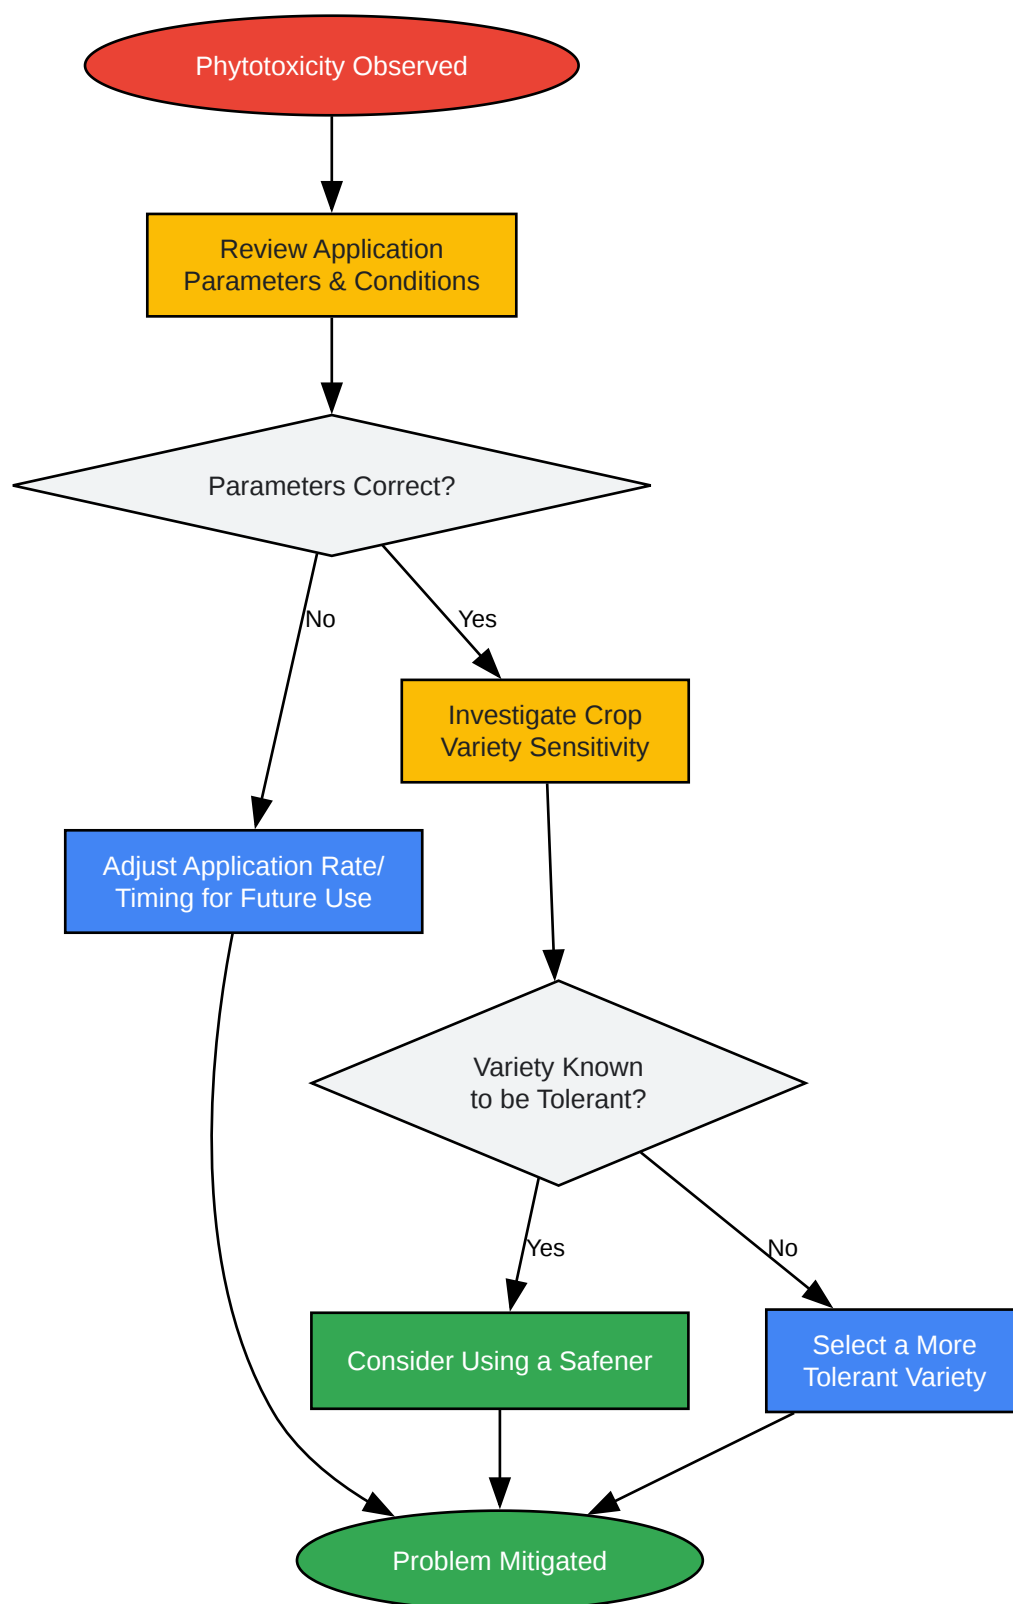 Phytotoxicity Observed
Review Application
Parameters & Conditions
Parameters Correct?
No
Yes
Investigate Crop
Variety Sensitivity
Adjust Application Rate/
Timing for Future Use
Variety Known
to be Tolerant?
Yes
No
Consider Using a Safener
Select a More
Tolerant Variety
Problem Mitigated